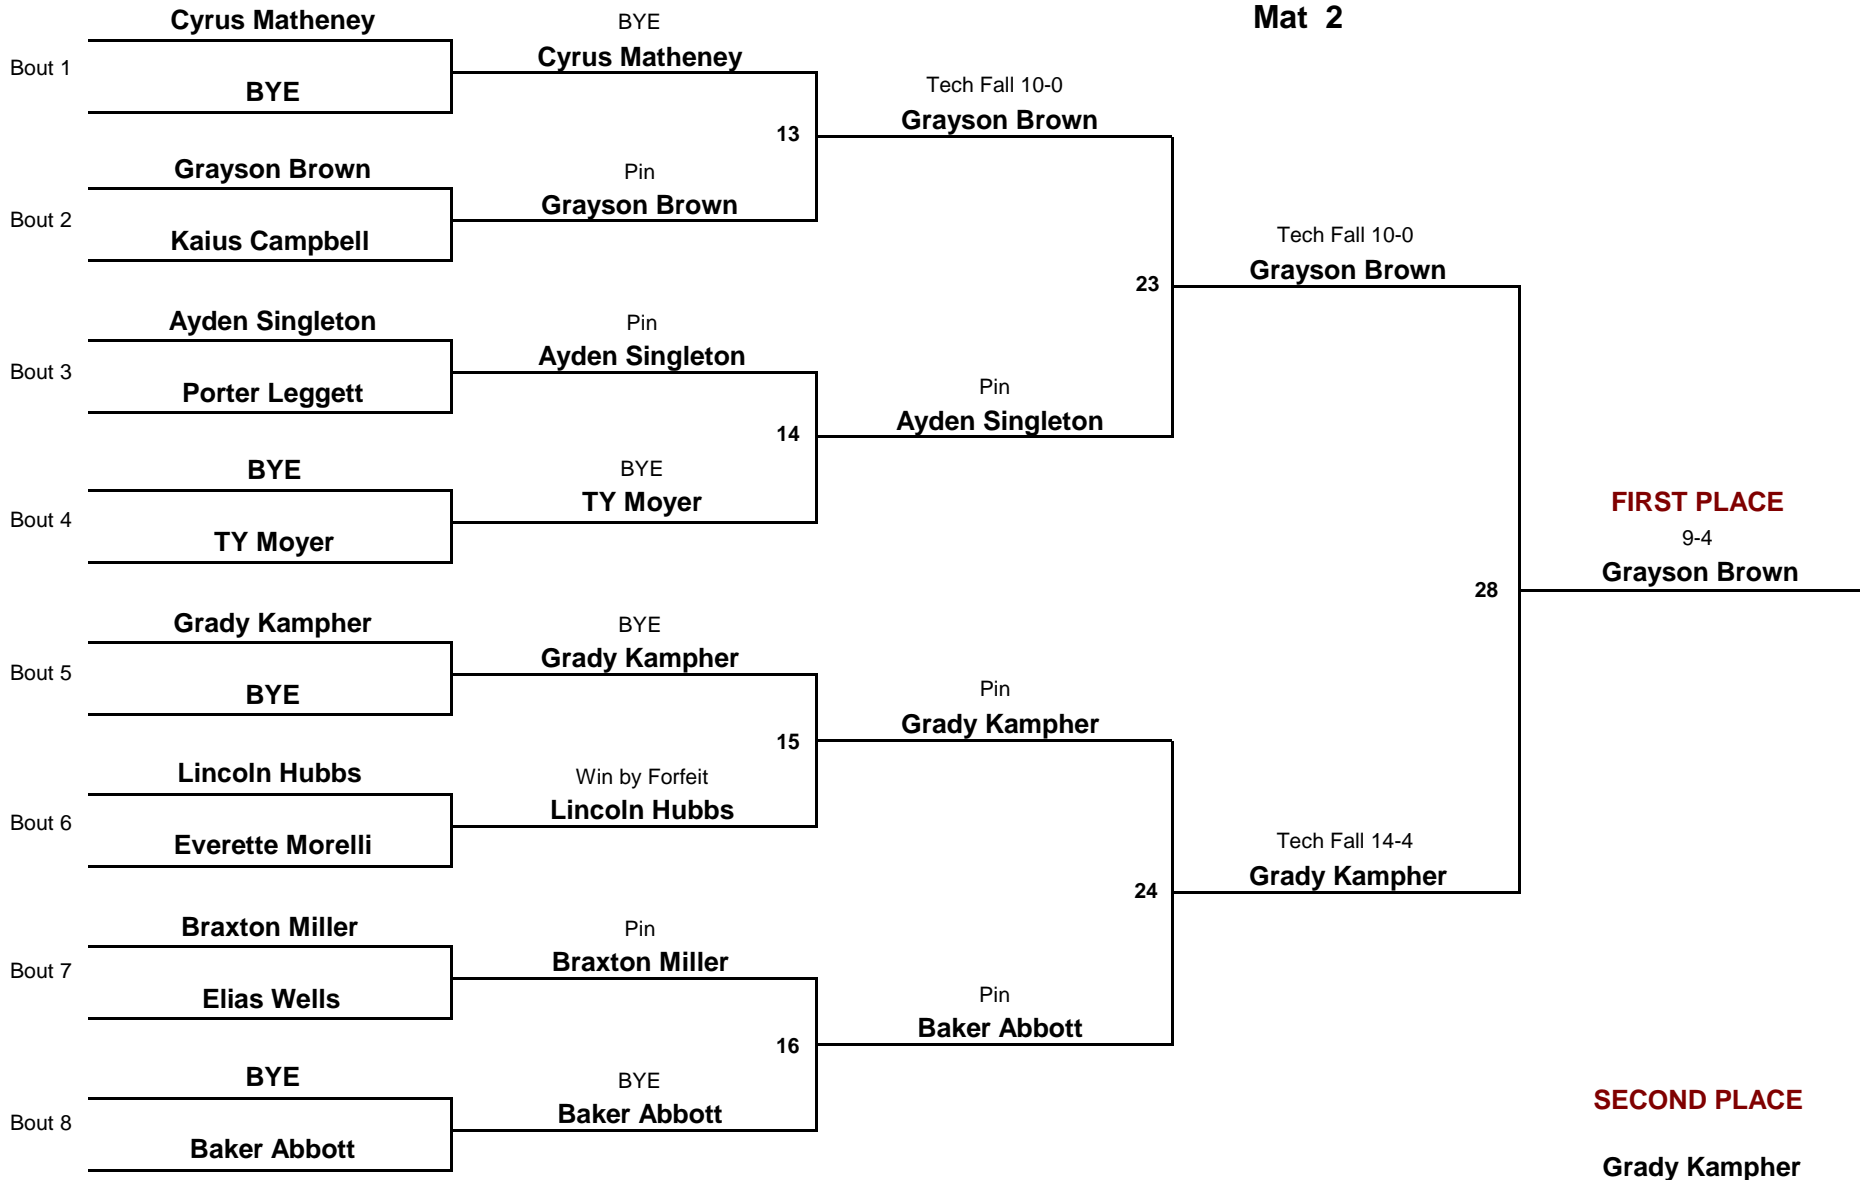 Mat 2
Cyrus Matheney
Bout 1
BYE
Grayson Brown
Bout 2
Kaius Campbell
Ayden Singleton
Bout 3
Porter Leggett
BYE
Bout 4
TY Moyer
Grady Kampher
Bout 5
BYE
Lincoln Hubbs
Bout 6
Everette Morelli
Braxton Miller
Bout 7
Elias Wells
BYE
Bout 8
Baker Abbott
BYE
Cyrus Matheney
13
Pin
Grayson Brown
Pin
Ayden Singleton
14
BYE
TY Moyer
BYE
Grady Kampher
15
Win by Forfeit
Lincoln Hubbs
Pin
Braxton Miller
16
BYE
Baker Abbott
Tech Fall 10-0
Grayson Brown
23
Pin
Ayden Singleton
Pin
Grady Kampher
24
Pin
Baker Abbott
Tech Fall 10-0
Grayson Brown
28
Tech Fall 14-4
Grady Kampher
FIRST PLACE
9-4
Grayson Brown
SECOND PLACE
Grady Kampher